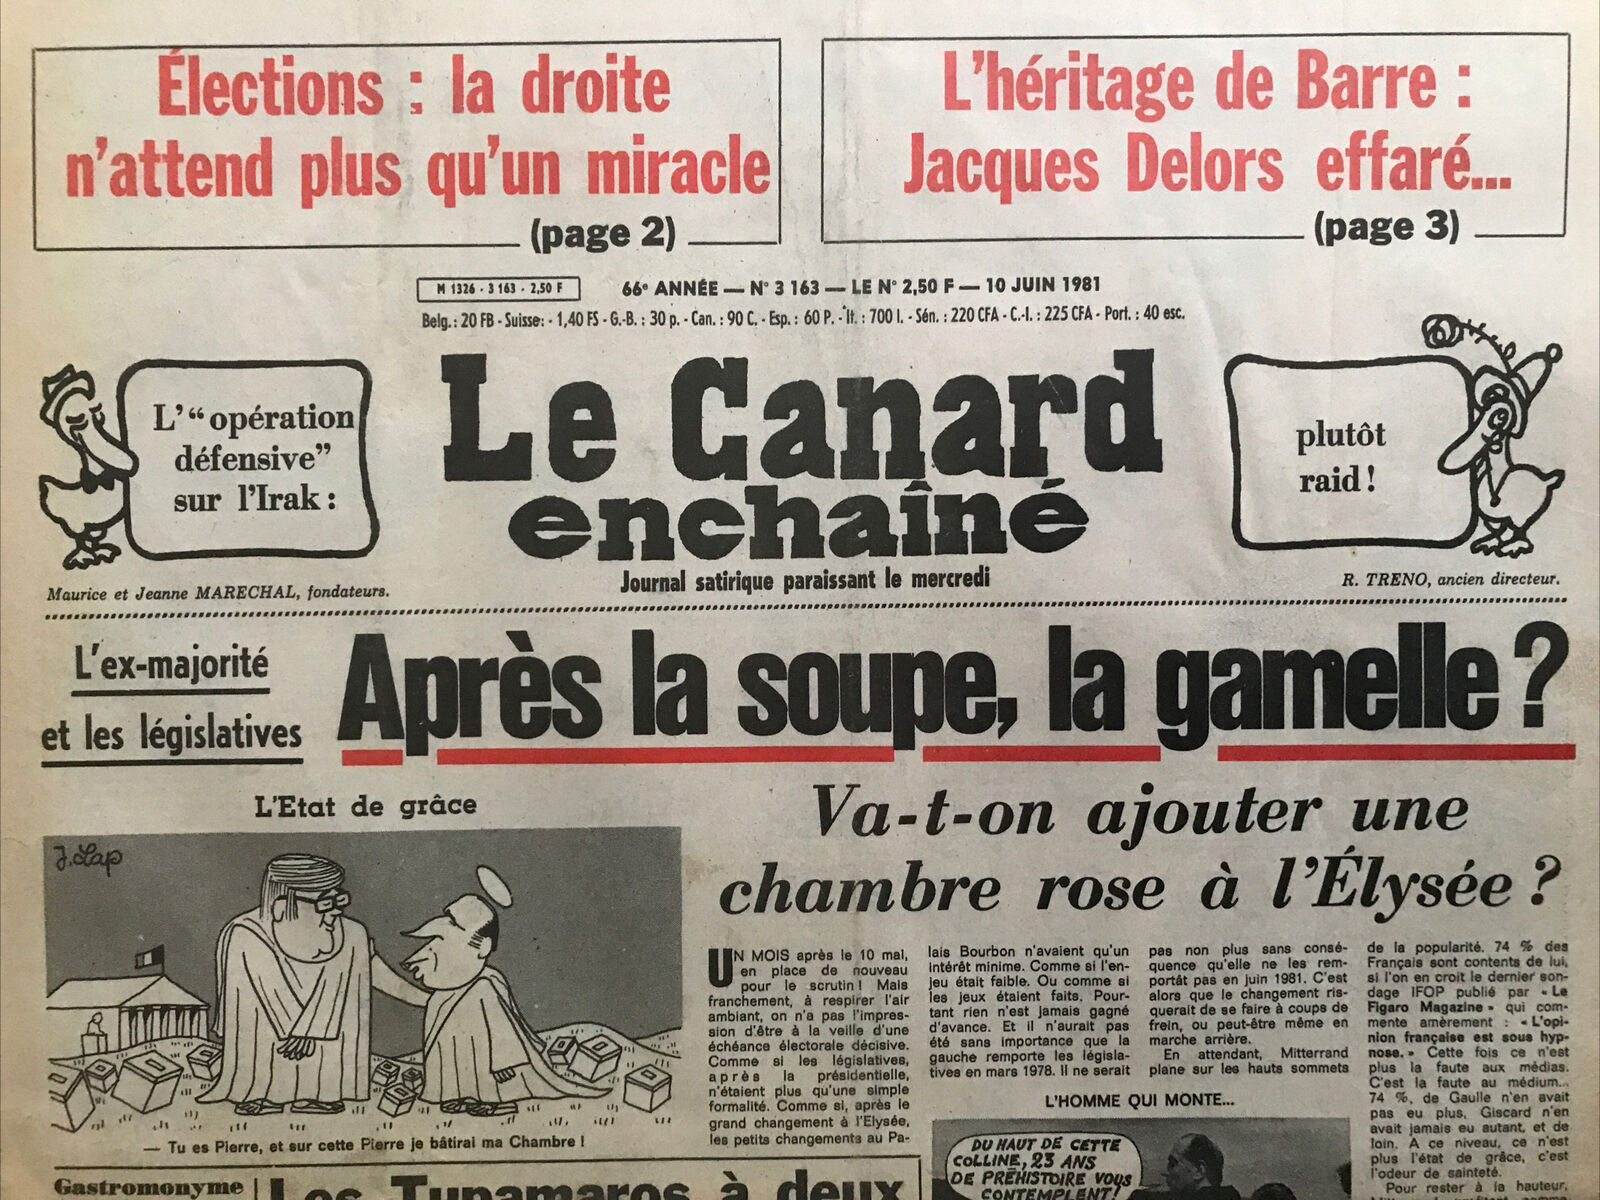 Élections : la droite
n'attend plus qu'un miracle
(page 2)
L'héritage de Barre :
Jacques Delors effaré...
(page 3)
M 1326 - 3163 - 2,50 F
66e ANNÉE — N° 3 163 — LE N° 2,50 F — 10 JUIN 1981
Belg. : 20 FB - Suisse : - 1,40 FS - G.-B. : 30 p. - Can. : 90 C. - Esp. : 60 P. - It. : 700 l. - Sén. : 220 CFA - C.-I. : 225 CFA - Port. : 40 esc.
L'“opération
défensive”
sur l'Irak :
Le Canard
enchaîné
plutôt
raid !
Journal satirique paraissant le mercredi
Maurice et Jeanne MARECHAL, fondateurs.
R. TRENO, ancien directeur.
L'ex-majorité
et les législatives
Après la soupe, la gamelle ?
L'Etat de grâce
J. Lap
— Tu es Pierre, et sur cette Pierre je bâtirai ma Chambre !
Va-t-on ajouter une
chambre rose à l'Élysée ?
UN MOIS après le 10 mai,
en place de nouveau
pour le scrutin ! Mais
franchement, à respirer l'air
ambiant, on n'a pas l'impres-
sion d'être à la veille d'une
échéance électorale décisive.
Comme si les législatives,
après la présidentielle,
n'étaient plus qu'une simple
formalité. Comme si, après le
grand changement à l'Elysée,
les petits changements au Pa-
lais Bourbon n'avaient qu'un
intérêt minime. Comme si l'en-
jeu était faible. Ou comme si
les jeux étaient faits. Pour-
tant rien n'est jamais gagné
d'avance. Et il n'aurait pas
été sans importance que la
gauche remporte les législa-
tives en mars 1978. Il ne serait
pas non plus sans consé-
quence qu'elle ne les rem-
portât pas en juin 1981. C'est
alors que le changement ris-
querait de se faire à coups de
frein, ou peut-être même en
marche arrière.
En attendant, Mitterrand
plane sur les hauts sommets
de la popularité. 74 % des
Français sont contents de lui,
si l'on en croit le dernier son-
dage IFOP publié par « Le
Figaro Magazine » qui com-
mente amèrement : « L'opi-
nion française est sous hyp-
nose. » Cette fois ce n'est
plus la faute aux médias.
C'est la faute au médium...
74 %, de Gaulle n'en avait
pas eu plus, Giscard n'en
avait jamais eu autant, et de
loin. A ce niveau, ce n'est
plus l'état de grâce, c'est
l'odeur de sainteté.
Pour rester à la hauteur,
L'HOMME QUI MONTE...
DU HAUT DE CETTE
COLLINE, 23 ANS
DE PRÉHISTOIRE VOUS
CONTEMPLENT !
Gastromonyme
Les Tupamaros à deux